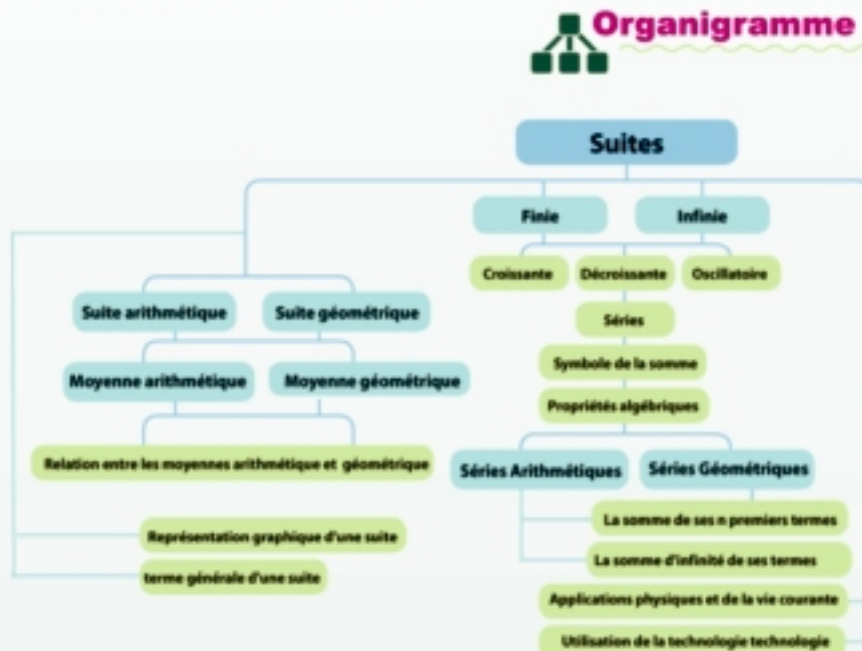 Organigramme
Suites
Finie
Infinie
Croissante
Décroissante
Oscillatoire
Suite arithmétique
Suite géométrique
Séries
Moyenne arithmétique
Moyenne géométrique
Symbole de la somme
Propriétés algébriques
Relation entre les moyennes arithmétique et géométrique
Séries Arithmétiques
Séries Géométriques
La somme de ses n premiers termes
Représentation graphique d'une suite
La somme d'infinité de ses termes
terme générale d'une suite
Applications physiques et de la vie courante
Utilisation de la technologie technologie